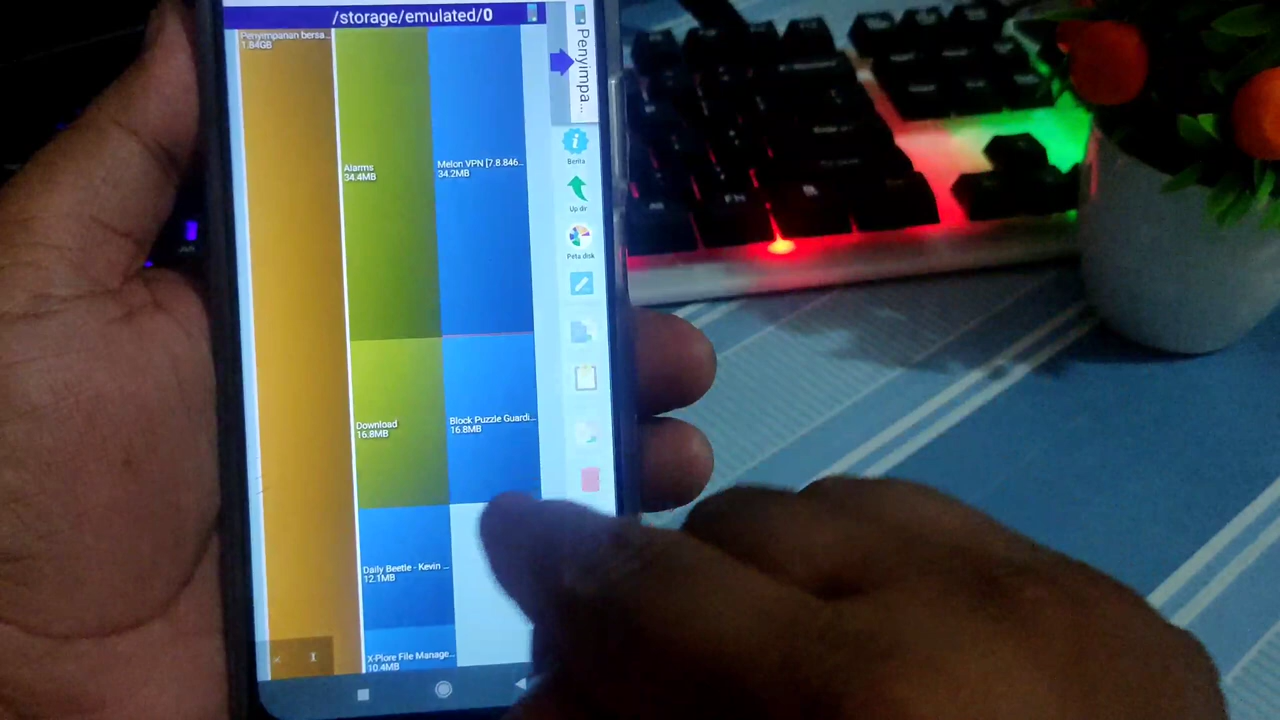 /storage/emulated/0
Penyimpanan bersa...
1.84GB
Alarms
34.4MB
Melon VPN [7.8.846...
34.2MB
Download
16.8MB
Block Puzzle Guardi...
16.8MB
Daily Beetle - Kevin ...
12.1MB
X-Plore File Manage...
10.4MB
Penyimpa...
Berita
Up dir
Peta disk